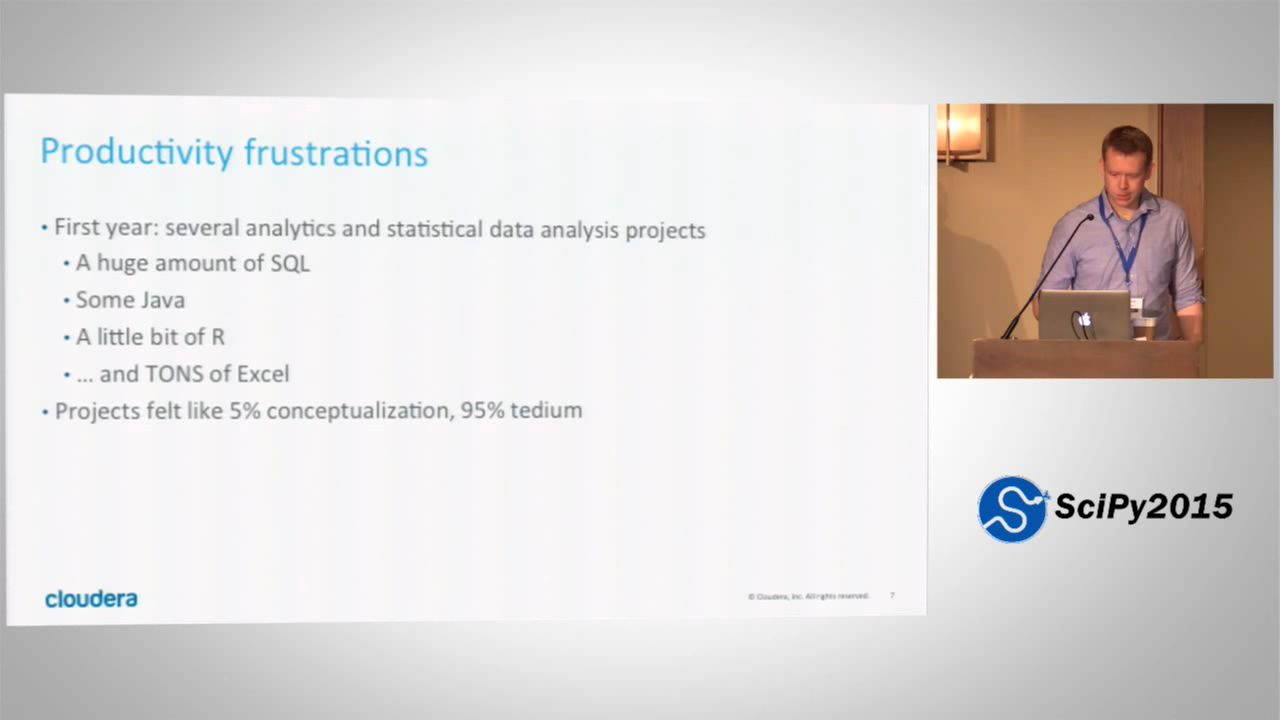 Productivity frustrations
• First year: several analytics and statistical data analysis projects
• A huge amount of SQL
• Some Java
• A little bit of R
• ... and TONS of Excel
• Projects felt like 5% conceptualization, 95% tedium
cloudera
© Cloudera, Inc. All rights reserved. 7
SciPy2015